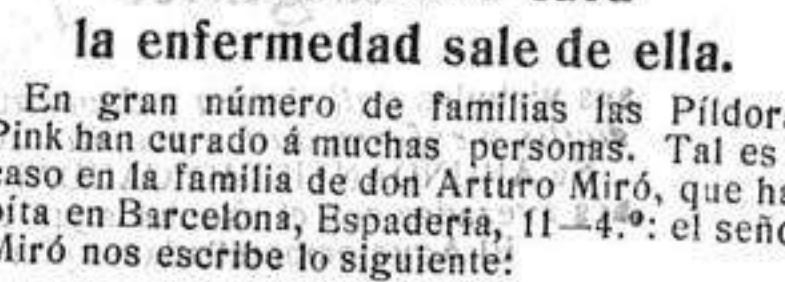 la enfermedad sale de ella.
En gran número de familias las Píldor
Pink han curado á muchas personas. Tal es
caso en la familia de don Arturo Miró, que ha
bita en Barcelona, Espaderia, 11—4.º: el seño
Miró nos escribe lo siguiente: